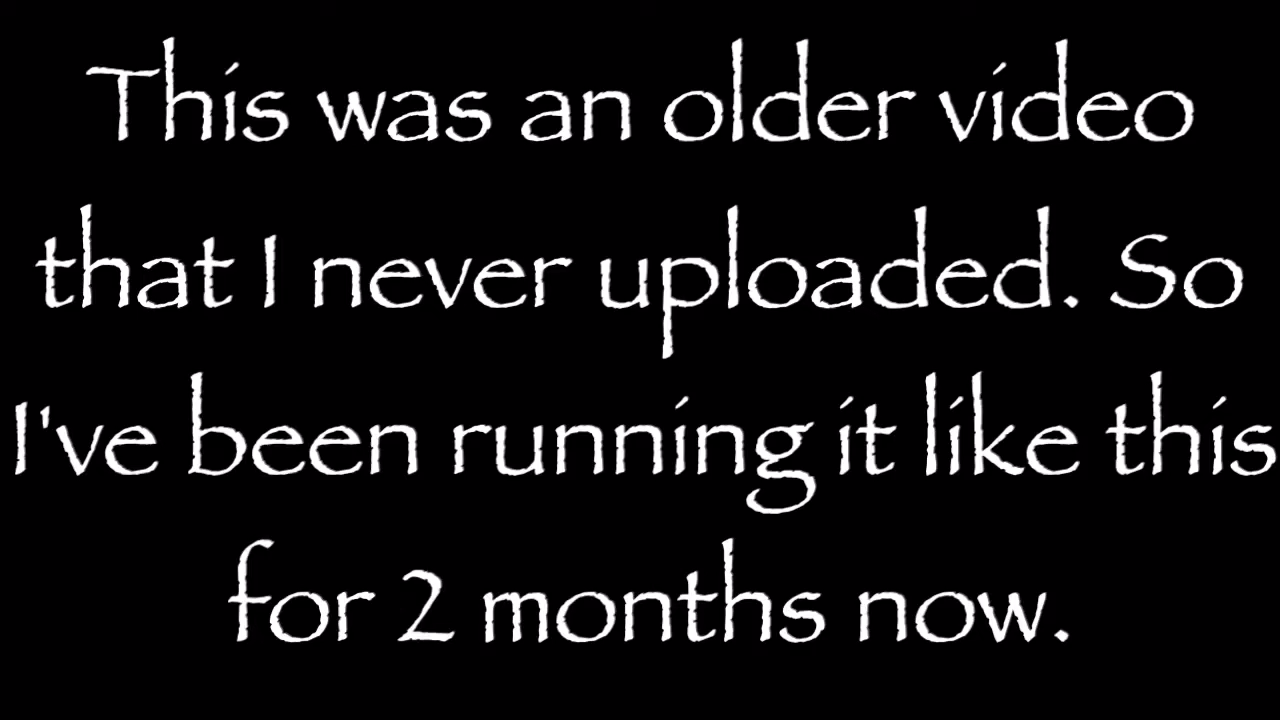 This was an older video
that I never uploaded. So
I've been running it like this
for 2 months now.